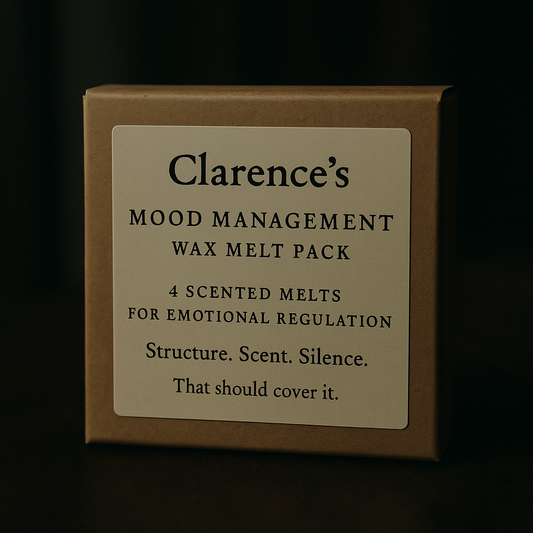 Clarence's
MOOD MANAGEMENT
WAX MELT PACK
4 SCENTED MELTS
FOR EMOTIONAL REGULATION
Structure. Scent. Silence.
That should cover it.